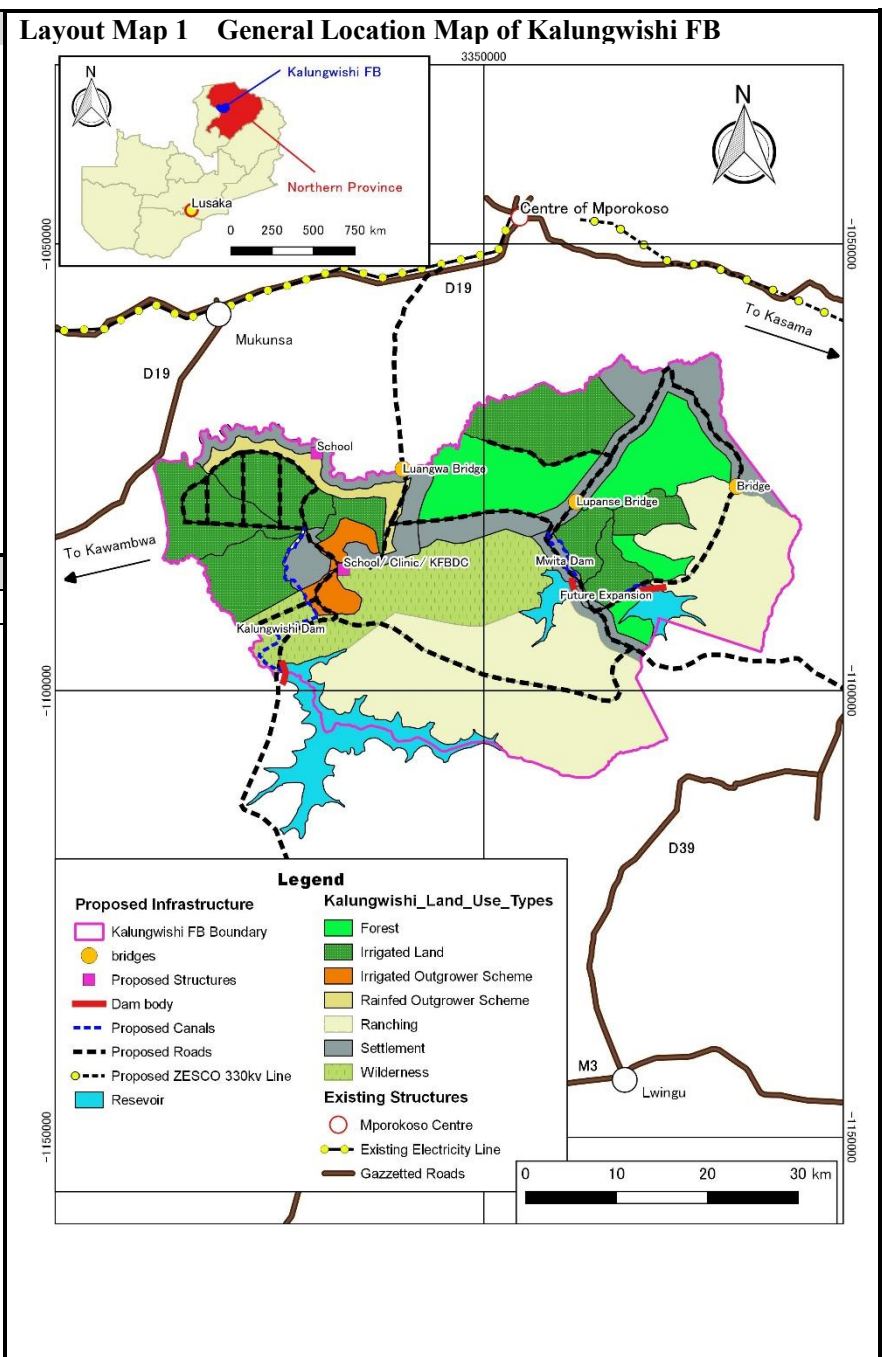 Layout Map 1 General Location Map of Kalungwishi FB
3350000
N
Kalungwishi FB
Northern Province
Lusaka
0 250 500 750 km
N
Centre of Mporokoso
-1050000
-1050000
D19
To Kasama
Mukunsa
D19
School
Luangwa Bridge
Lupanse Bridge
Bridge
To Kawambwa
School/ Clinic/ KFBDC
Mwita Dam
Future Expansion
Kalungwishi Dam
-1100000
-1100000
D39
Legend
Proposed Infrastructure
Kalungwishi FB Boundary
bridges
Proposed Structures
Dam body
Proposed Canals
Proposed Roads
Proposed ZESCO 330kv Line
Resevoir
Kalungwishi_Land_Use_Types
Forest
Irrigated Land
Irrigated Outgrower Scheme
Rainfed Outgrower Scheme
Ranching
Settlement
Wilderness
Existing Structures
Mporokoso Centre
Existing Electricity Line
Gazzetted Roads
M3
Lwingu
-1150000
-1150000
0 10 20 30 km